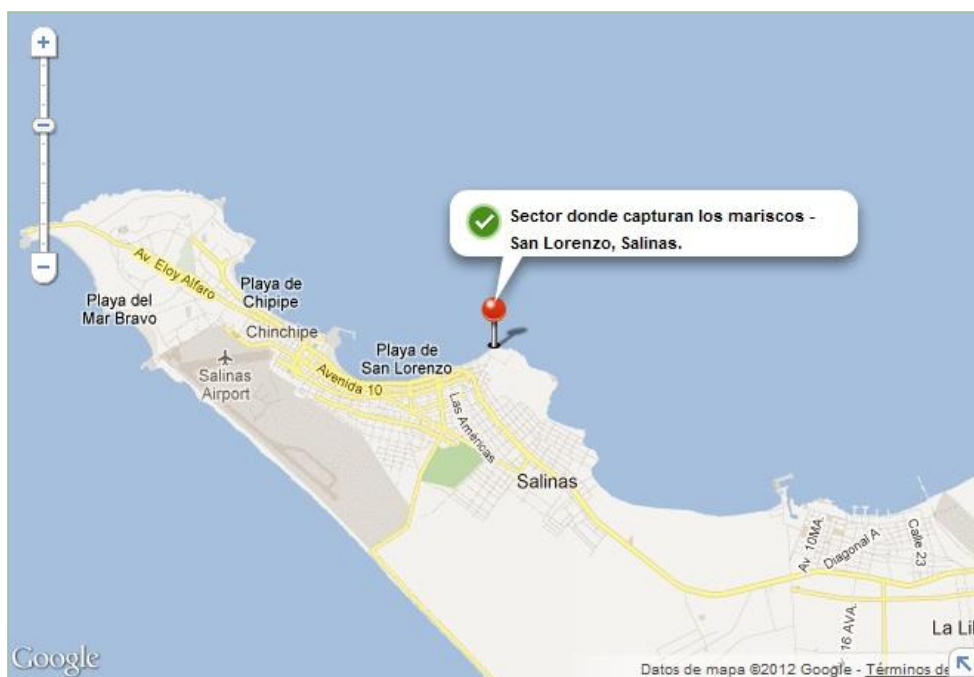 Sector donde capturan los mariscos -
San Lorenzo, Salinas.
Av. Eloy Alfaro
Playa de
Chipipe
Playa del
Mar Bravo
Chinchipe
Playa de
San Lorenzo
Salinas
Airport
Avenida 10
Las Américas
Salinas
Av 10MA.
Diagonal A
Calle 23
16 AVA.
La Lil
Google
Datos de mapa ©2012 Google - Términos de